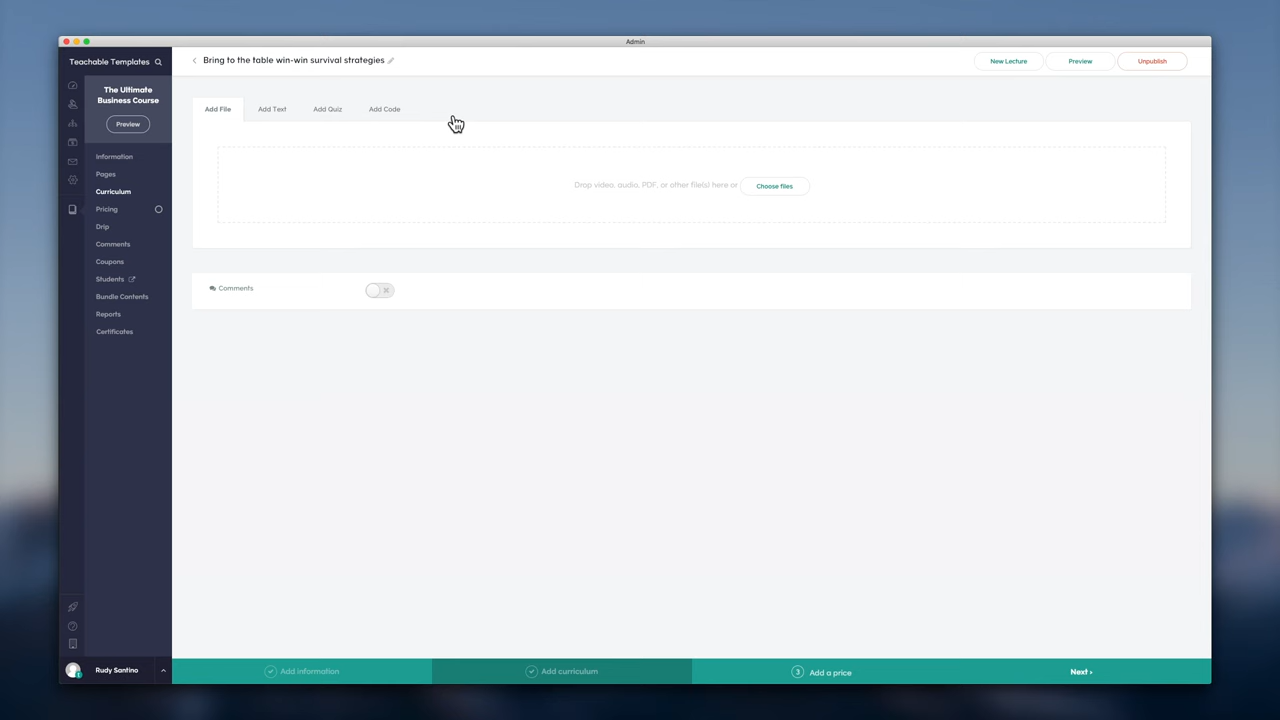 Admin
Teachable Templates
The Ultimate
Business Course
Preview
Information
Pages
Curriculum
Pricing
Drip
Comments
Coupons
Students
Bundle Contents
Reports
Certificates
Rudy Santino
Bring to the table win-win survival strategies
New Lecture
Preview
Unpublish
Add File
Add Text
Add Quiz
Add Code
Drop video, audio, PDF, or other file(s) here or
Choose files
Comments
Add information
Add curriculum
3 Add a price
Next >